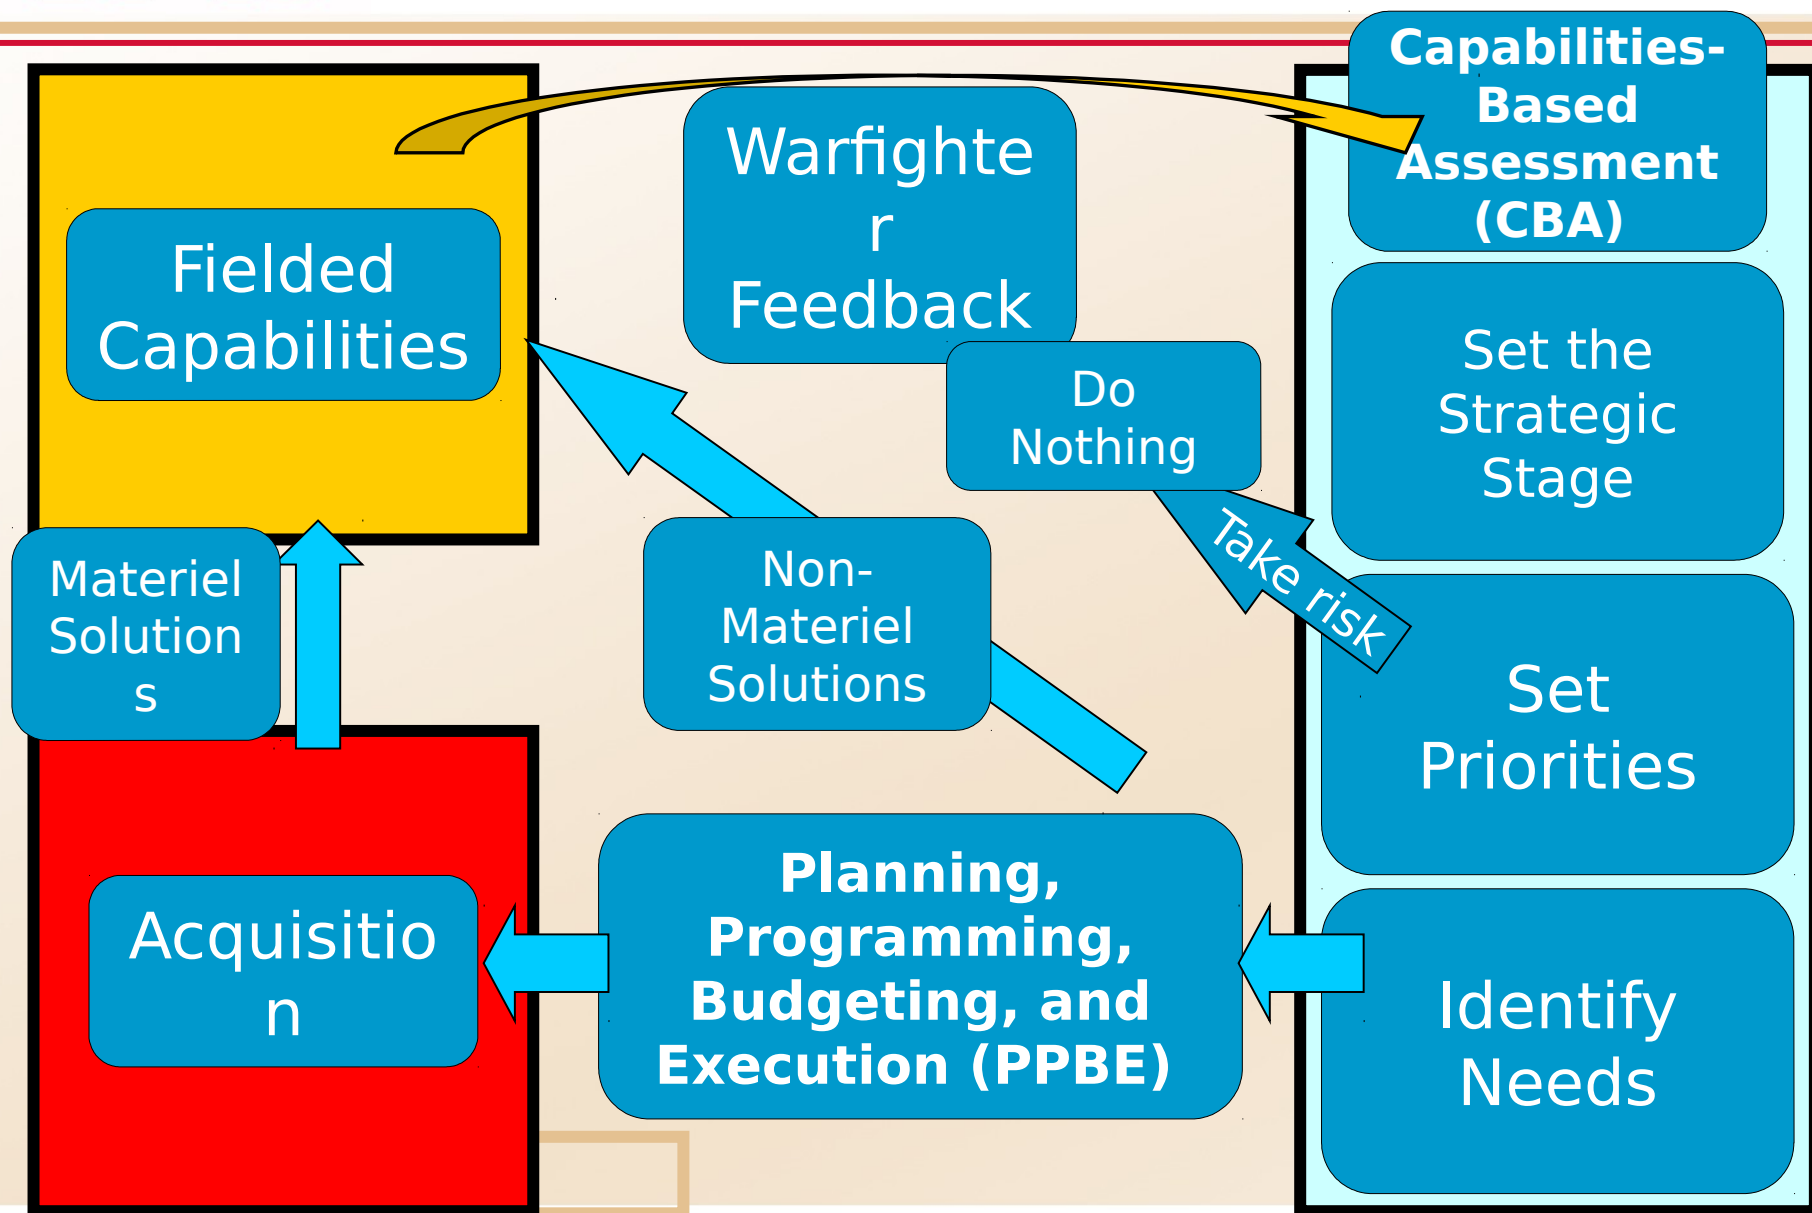 Capabilities-
Based
Assessment
(CBA)
Warfighte
r
Feedback
Fielded
Capabilities
Do
Nothing
Set the
Strategic
Stage
Take risk
Materiel
Solution
s
Non-
Materiel
Solutions
Set
Priorities
Acquisitio
n
Planning,
Programming,
Budgeting, and
Execution (PPBE)
Identify
Needs